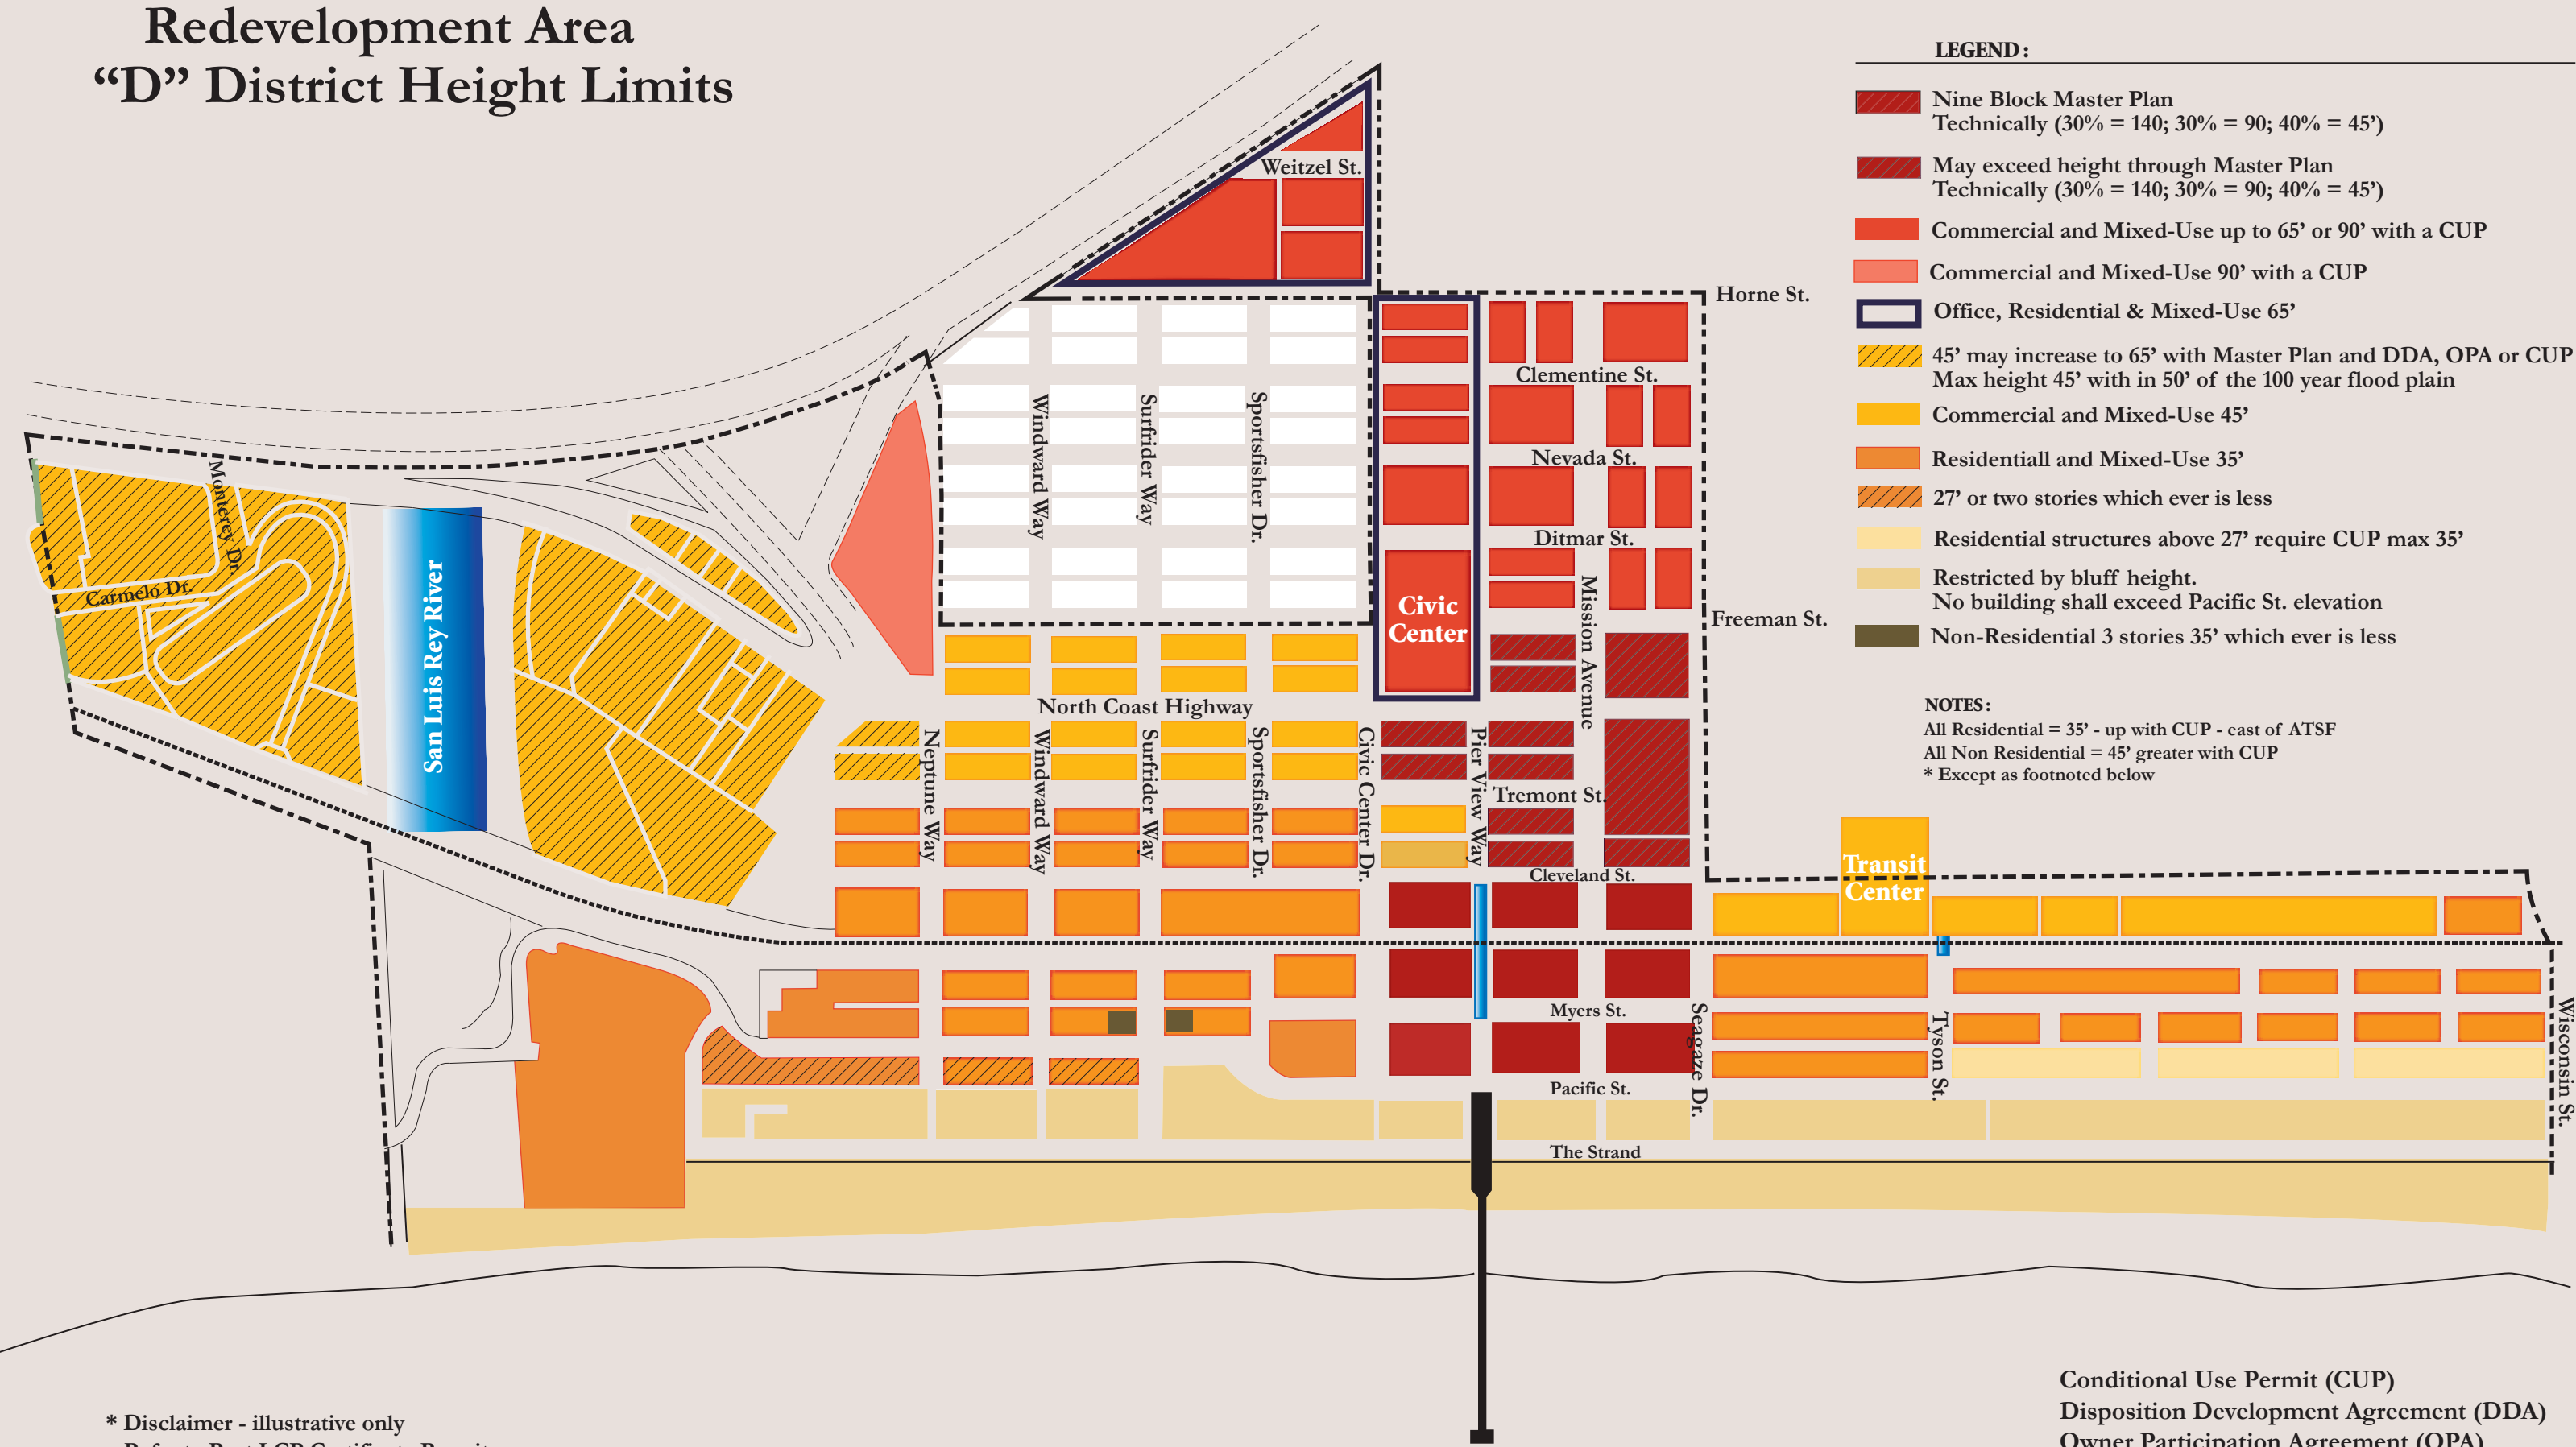 Redevelopment Area
“D” District Height Limits
LEGEND :
Nine Block Master Plan
Technically (30% = 140; 30% = 90; 40% = 45’)
May exceed height through Master Plan
Technically (30% = 140; 30% = 90; 40% = 45’)
Commercial and Mixed-Use up to 65’ or 90’ with a CUP
Commercial and Mixed-Use 90’ with a CUP
Office, Residential & Mixed-Use 65’
45’ may increase to 65’ with Master Plan and DDA, OPA or CUP
Max height 45’ with in 50’ of the 100 year flood plain
Commercial and Mixed-Use 45’
Residentiall and Mixed-Use 35’
27’ or two stories which ever is less
Residential structures above 27’ require CUP max 35’
Restricted by bluff height.
No building shall exceed Pacific St. elevation
Non-Residential 3 stories 35’ which ever is less
NOTES :
All Residential = 35’ - up with CUP - east of ATSF
All Non Residential = 45’ greater with CUP
* Except as footnoted below
Weitzel St.
Horne St.
Clementine St.
Nevada St.
Ditmar St.
Freeman St.
Mission Avenue
Civic
Center
Windward Way
Surfrider Way
Sportsfisher Dr.
Monterey Dr.
Carmelo Dr.
San Luis Rey River
North Coast Highway
Neptune Way
Windward Way
Surfrider Way
Sportsfisher Dr.
Civic Center Dr.
Pier View Way
Tremont St.
Cleveland St.
Transit
Center
Myers St.
Seagaze Dr.
Tyson St.
Wisconsin St.
Pacific St.
The Strand
* Disclaimer - illustrative only
Conditional Use Permit (CUP)
Disposition Development Agreement (DDA)
Owner Participation Agreement (OPA)